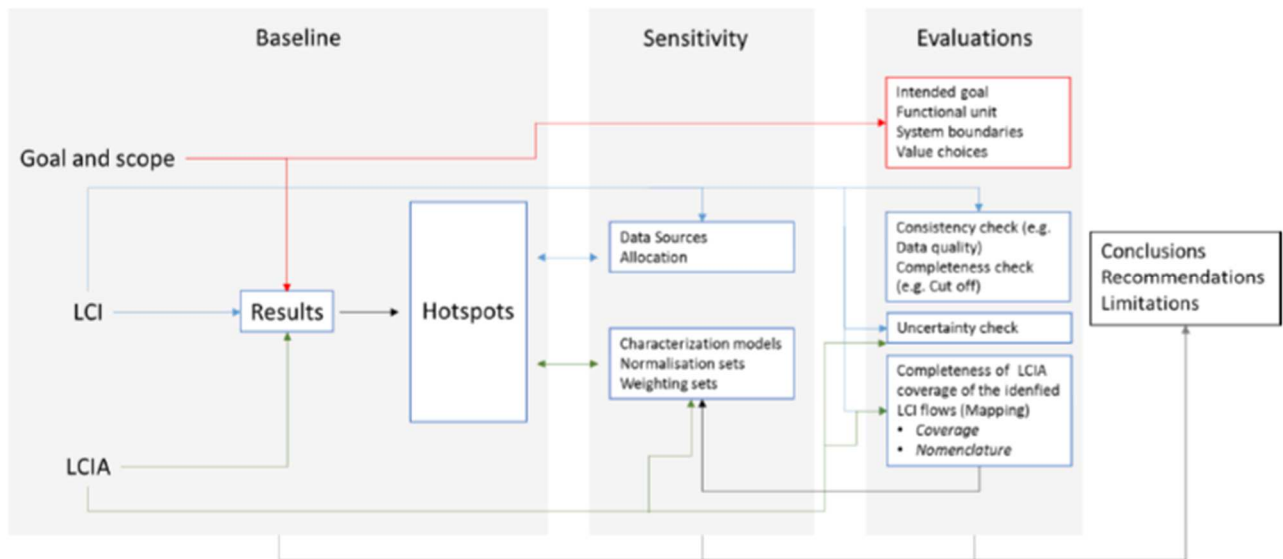 Baseline
Sensitivity
Evaluations
Goal and scope
LCI
LCIA
Results
Hotspots
Data Sources
Allocation
Characterization models
Normalisation sets
Weighting sets
Intended goal
Functional unit
System boundaries
Value choices
Consistency check (e.g.
Data quality)
Completeness check
(e.g. Cut off)
Uncertainty check
Completeness of LCIA
coverage of the idenfied
LCI flows (Mapping)
• Coverage
• Nomenclature
Conclusions
Recommendations
Limitations